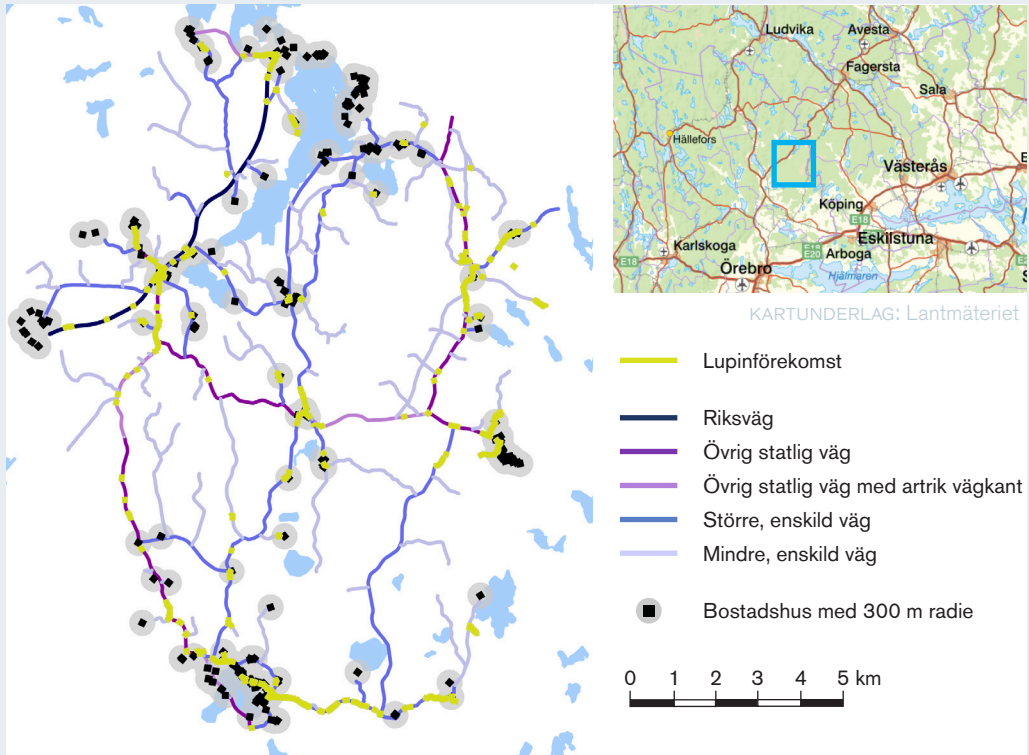 Ludvika
Avesta
Fagersta
Sala
Hällefors
Västerås
Köping
E18
Karlskoga
E18
Örebro
E18
E20
Arboga
Eskilstuna
Hjälmaren
KARTUNDERLAG: Lantmäteriet
Lupinförekomst
Riksväg
Övrig statlig väg
Övrig statlig väg med artrik vägkant
Större, enskild väg
Mindre, enskild väg
Bostadshus med 300 m radie
0 1 2 3 4 5 km